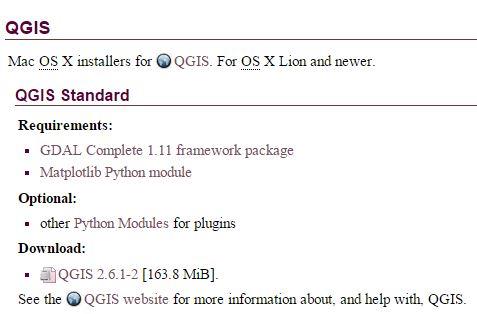 QGIS
Mac OS X installers for QGIS. For OS X Lion and newer.
QGIS Standard
Requirements:
GDAL Complete 1.11 framework package
Matplotlib Python module
Optional:
other Python Modules for plugins
Download:
QGIS 2.6.1-2 [163.8 MiB].
See the QGIS website for more information about, and help with, QGIS.